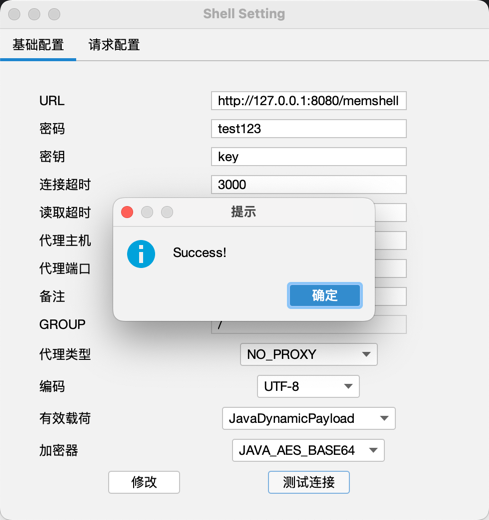 Shell Setting
基础配置 请求配置
URL http://127.0.0.1:8080/memshell
密码 test123
密钥 key
连接超时 3000
读取超时
提示
代理主机
Success!
代理端口
备注
确定
GROUP /
代理类型 NO_PROXY
编码 UTF-8
有效载荷 JavaDynamicPayload
加密器 JAVA_AES_BASE64
修改 测试连接